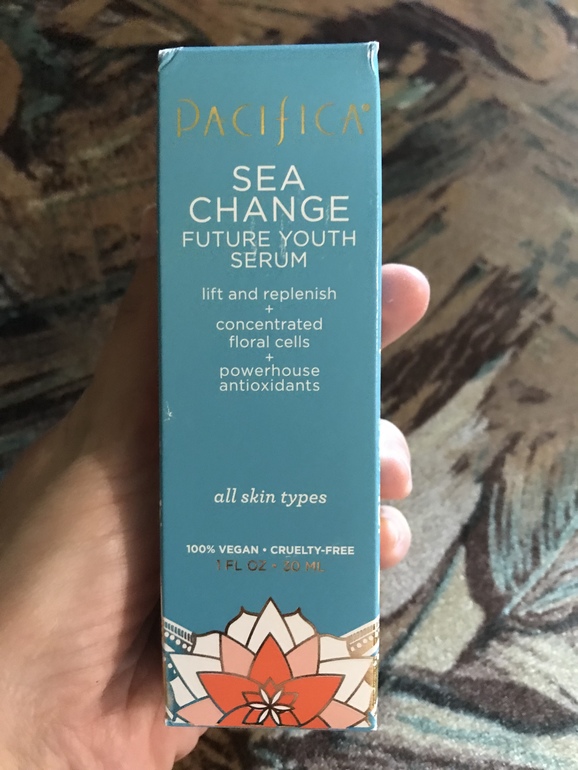 PACIFICA®
SEA
CHANGE
FUTURE YOUTH
SERUM
lift and replenish
+
concentrated
floral cells
+
powerhouse
antioxidants
all skin types
100% VEGAN • CRUELTY-FREE
1 FL OZ - 30 ML